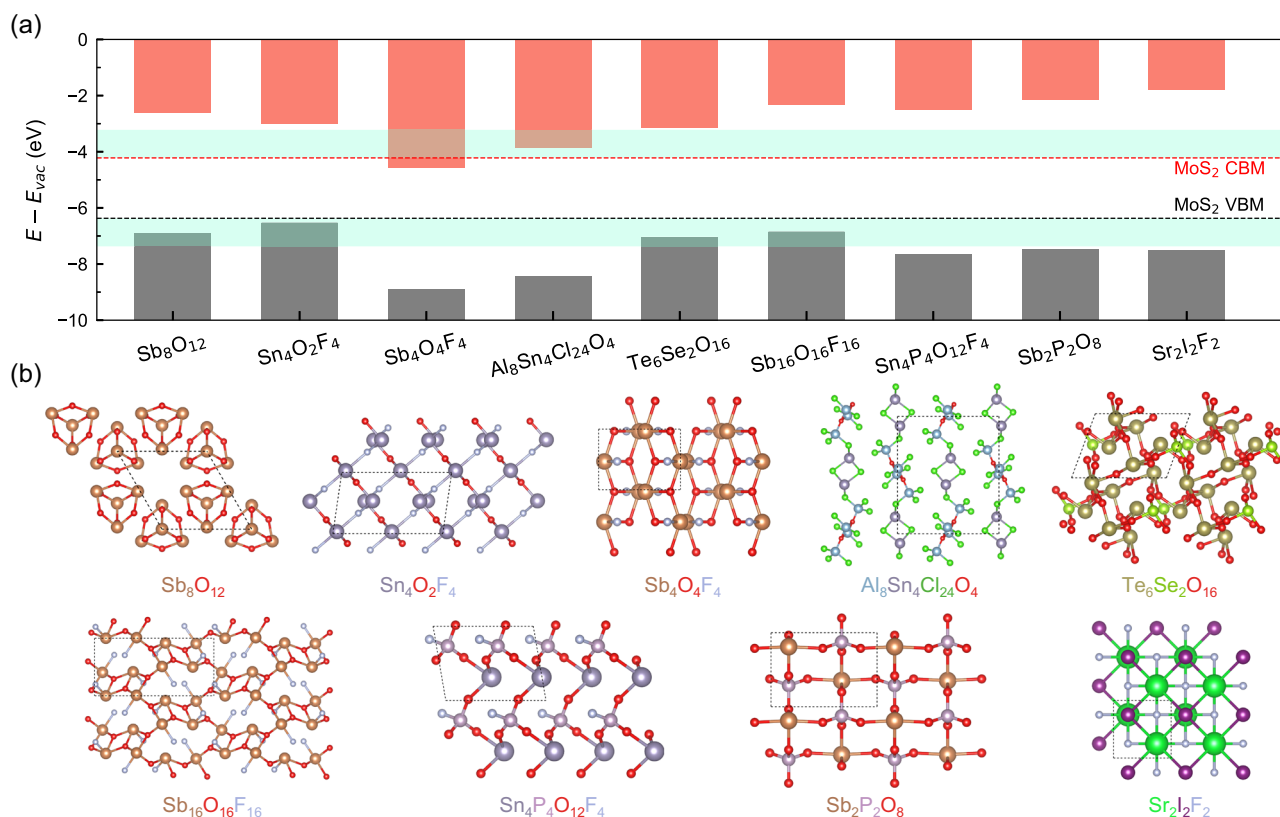 (a)
0
−2
−4
−6
−8
−10
E − Eᵥₐc (eV)
MoS₂ CBM
MoS₂ VBM
Sb₈O₁₂
Sn₄O₂F₄
Sb₄O₄F₄
Al₈Sn₄Cl₂₄O₄
Te₆Se₂O₁₆
Sb₁₆O₁₆F₁₆
Sn₄P₄O₁₂F₄
Sb₂P₂O₈
Sr₂I₂F₂
(b)
Sb₈O₁₂
Sn₄O₂F₄
Sb₄O₄F₄
Al₈Sn₄Cl₂₄O₄
Te₆Se₂O₁₆
Sb₁₆O₁₆F₁₆
Sn₄P₄O₁₂F₄
Sb₂P₂O₈
Sr₂I₂F₂